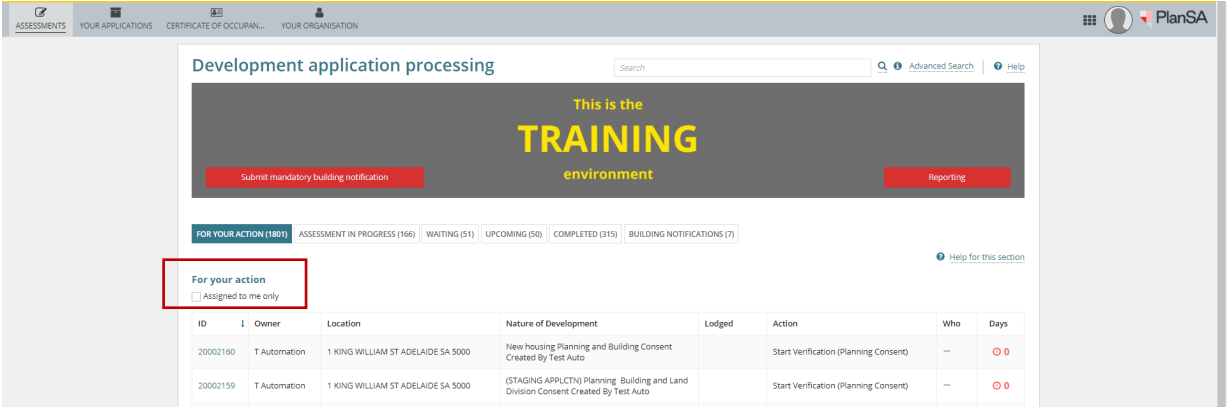 ASSESSMENTS YOUR APPLICATIONS CERTIFICATE OF OCCUPAN... YOUR ORGANISATION PlanSA
Development application processing Search Advanced Search Help
This is the
TRAINING
environment
Submit mandatory building notification Reporting
FOR YOUR ACTION (1801) ASSESSMENT IN PROGRESS (166) WAITING (51) UPCOMING (50) COMPLETED (315) BUILDING NOTIFICATIONS (7)
Help for this section
For your action
Assigned to me only
ID Owner Location Nature of Development Lodged Action Who Days
20002160 T Automation 1 KING WILLIAM ST ADELAIDE SA 5000 New housing Planning and Building Consent Created By Test Auto Start Verification (Planning Consent) — 0
20002159 T Automation 1 KING WILLIAM ST ADELAIDE SA 5000 (STAGING APPLCTN) Planning Building and Land Division Consent Created By Test Auto Start Verification (Planning Consent) — 0